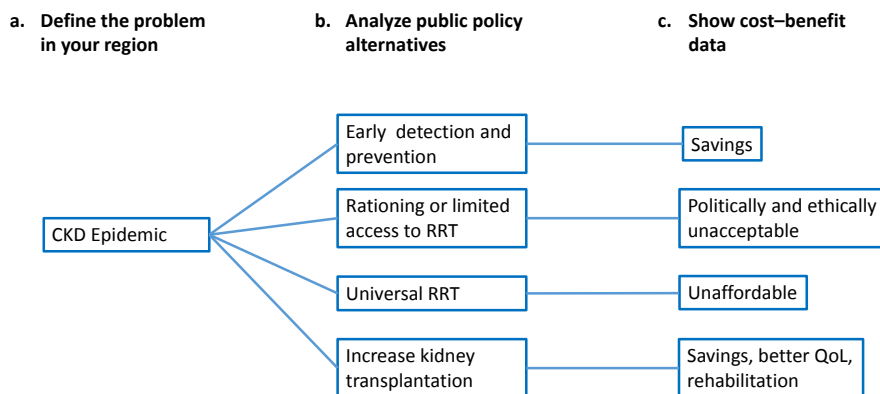 a. Define the problem
in your region
b. Analyze public policy
alternatives
c. Show cost–benefit
data
CKD Epidemic
Early detection and
prevention
Savings
Rationing or limited
access to RRT
Politically and ethically
unacceptable
Universal RRT
Unaffordable
Increase kidney
transplantation
Savings, better QoL,
rehabilitation